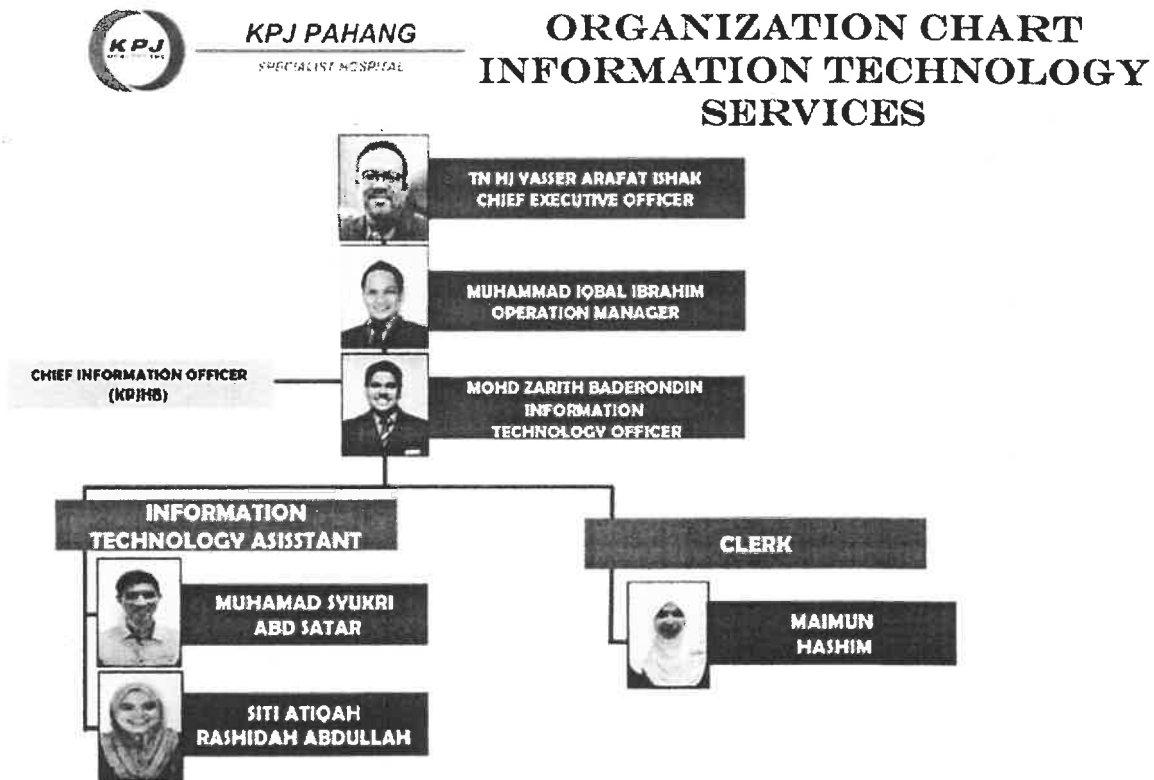 KPJ
KPJ PAHANG
SPECIALIST HOSPITAL
ORGANIZATION CHART
INFORMATION TECHNOLOGY
SERVICES
TN HJ YASSER ARAFAT ISHAK
CHIEF EXECUTIVE OFFICER
MUHAMMAD IQBAL IBRAHIM
OPERATION MANAGER
CHIEF INFORMATION OFFICER
(KPJHB)
MOHD ZARITH BADERONDIN
INFORMATION
TECHNOLOGY OFFICER
INFORMATION
TECHNOLOGY ASISSTANT
CLERK
MUHAMAD SYUKRI
ABD SATAR
MAIMUN
HASHIM
SITI ATIQAH
RASHIDAH ABDULLAH